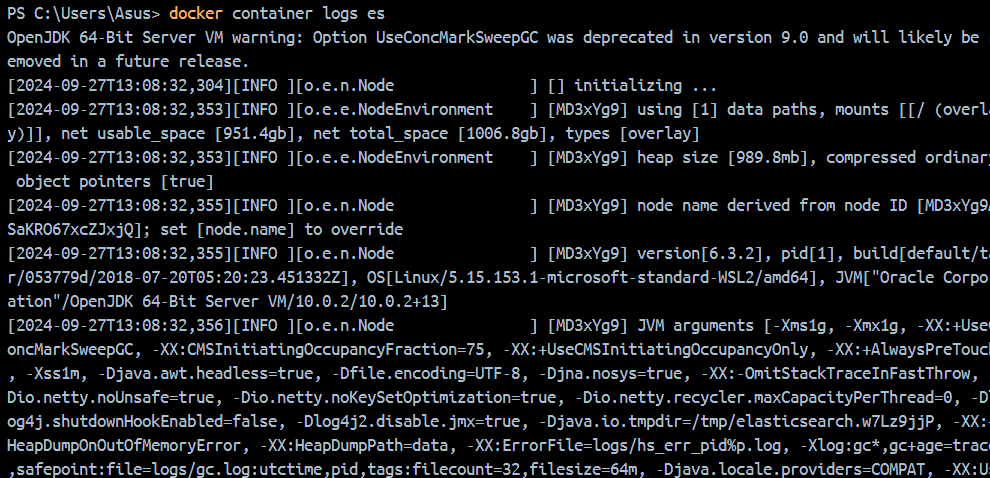 PS C:\Users\Asus> docker container logs es
OpenJDK 64-Bit Server VM warning: Option UseConcMarkSweepGC was deprecated in version 9.0 and will likely be
emoved in a future release.
[2024-09-27T13:08:32,304][INFO ][o.e.n.Node               ] [] initializing ...
[2024-09-27T13:08:32,353][INFO ][o.e.e.NodeEnvironment    ] [MD3xYg9] using [1] data paths, mounts [[/ (overla
y)]], net usable_space [951.4gb], net total_space [1006.8gb], types [overlay]
[2024-09-27T13:08:32,353][INFO ][o.e.e.NodeEnvironment    ] [MD3xYg9] heap size [989.8mb], compressed ordinar
 object pointers [true]
[2024-09-27T13:08:32,355][INFO ][o.e.n.Node               ] [MD3xYg9] node name derived from node ID [MD3xYg9
SaKRO67xcZJxjQ]; set [node.name] to override
[2024-09-27T13:08:32,355][INFO ][o.e.n.Node               ] [MD3xYg9] version[6.3.2], pid[1], build[default/ta
r/053779d/2018-07-20T05:20:23.451332Z], OS[Linux/5.15.153.1-microsoft-standard-WSL2/amd64], JVM["Oracle Corpo
ation"/OpenJDK 64-Bit Server VM/10.0.2/10.0.2+13]
[2024-09-27T13:08:32,356][INFO ][o.e.n.Node               ] [MD3xYg9] JVM arguments [-Xms1g, -Xmx1g, -XX:+UseC
oncMarkSweepGC, -XX:CMSInitiatingOccupancyFraction=75, -XX:+UseCMSInitiatingOccupancyOnly, -XX:+AlwaysPreTouch
, -Xss1m, -Djava.awt.headless=true, -Dfile.encoding=UTF-8, -Djna.nosys=true, -XX:-OmitStackTraceInFastThrow,
Dio.netty.noUnsafe=true, -Dio.netty.noKeySetOptimization=true, -Dio.netty.recycler.maxCapacityPerThread=0, -Dl
og4j.shutdownHookEnabled=false, -Dlog4j2.disable.jmx=true, -Djava.io.tmpdir=/tmp/elasticsearch.w7Lz9jjP, -XX:
HeapDumpOnOutOfMemoryError, -XX:HeapDumpPath=data, -XX:ErrorFile=logs/hs_err_pid%p.log, -Xlog:gc*,gc+age=trace
,safepoint:file=logs/gc.log:utctime,pid,tags:filecount=32,filesize=64m, -Djava.locale.providers=COMPAT, -XX:Us